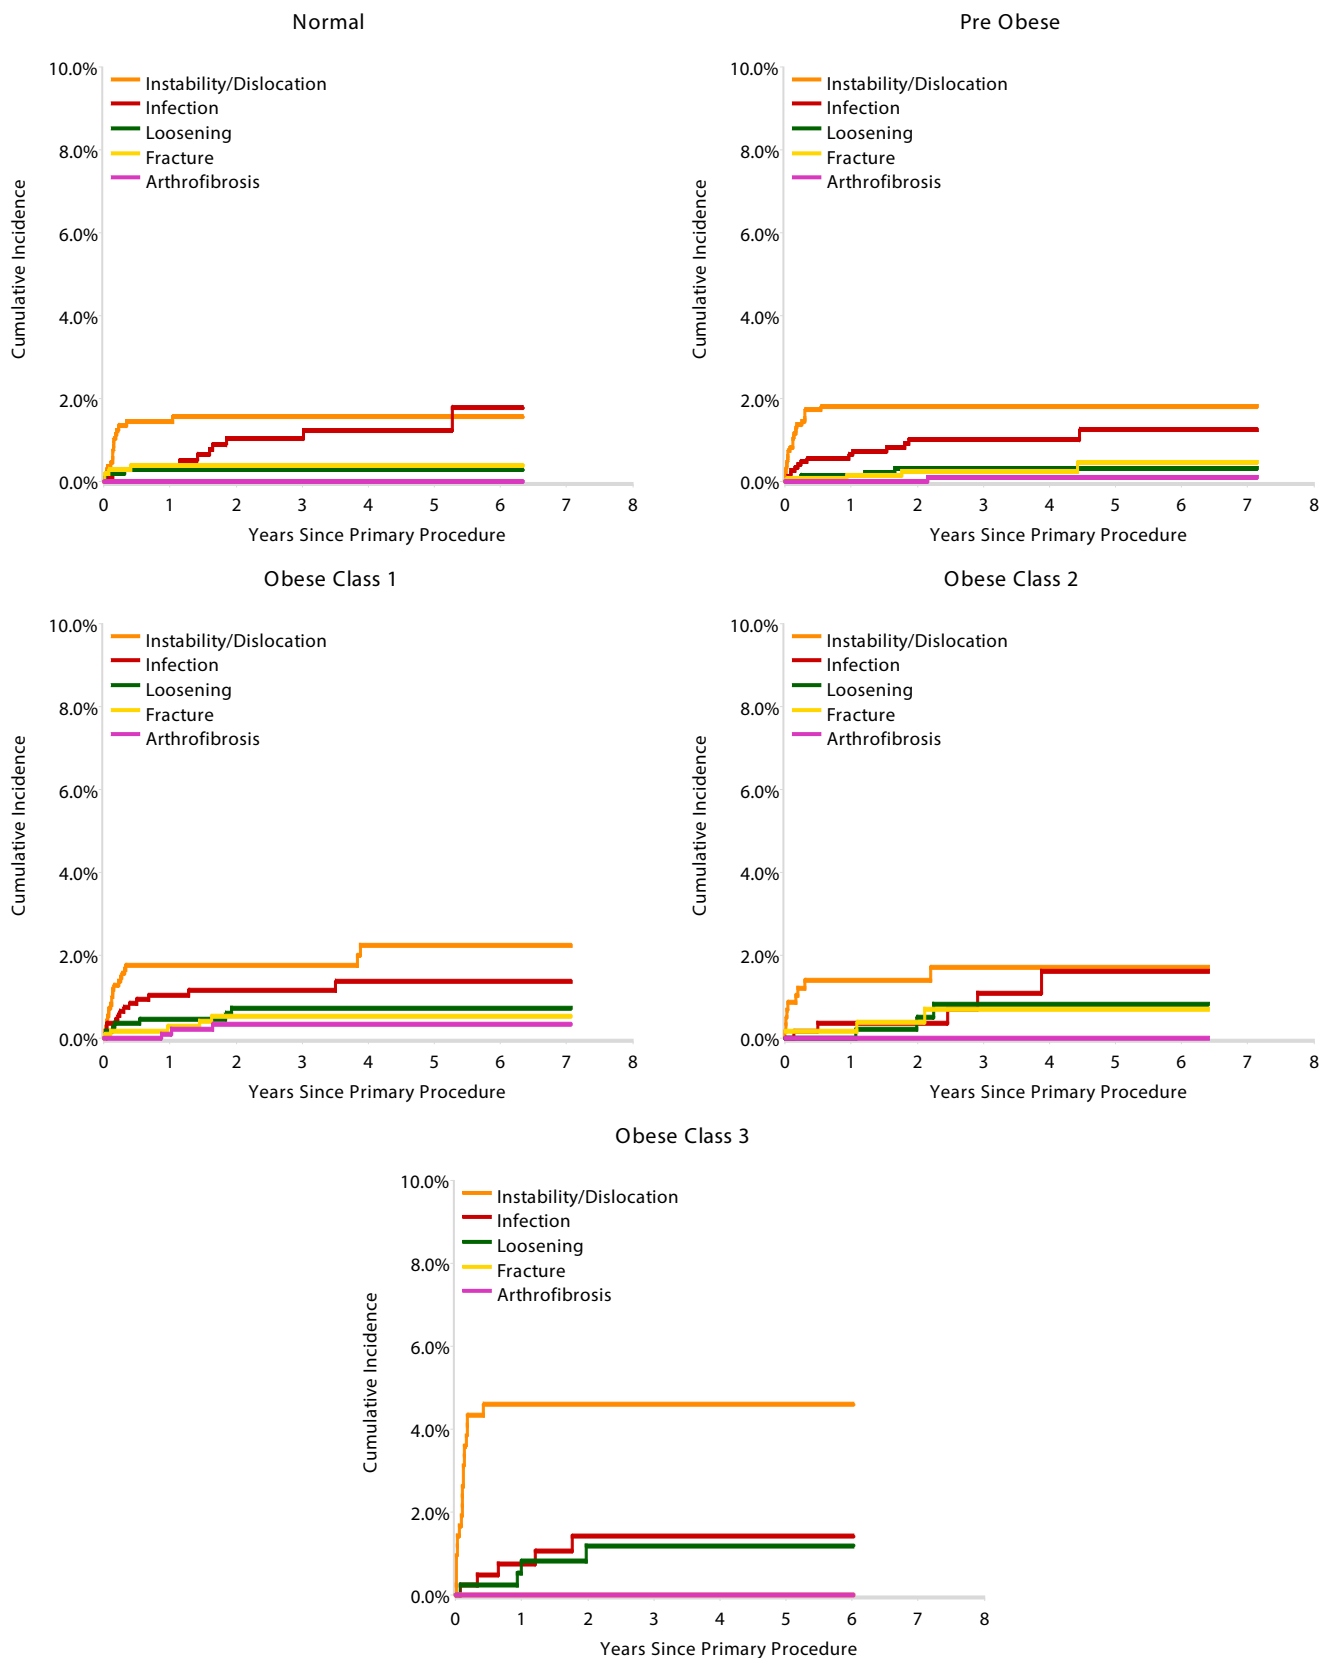 Normal
10.0%
8.0%
6.0%
4.0%
2.0%
0.0%
Cumulative Incidence
Instability/Dislocation
Infection
Loosening
Fracture
Arthrofibrosis
0 1 2 3 4 5 6 7 8
Years Since Primary Procedure
Pre Obese
10.0%
8.0%
6.0%
4.0%
2.0%
0.0%
Cumulative Incidence
Instability/Dislocation
Infection
Loosening
Fracture
Arthrofibrosis
0 1 2 3 4 5 6 7 8
Years Since Primary Procedure
Obese Class 1
10.0%
8.0%
6.0%
4.0%
2.0%
0.0%
Cumulative Incidence
Instability/Dislocation
Infection
Loosening
Fracture
Arthrofibrosis
0 1 2 3 4 5 6 7 8
Years Since Primary Procedure
Obese Class 2
10.0%
8.0%
6.0%
4.0%
2.0%
0.0%
Cumulative Incidence
Instability/Dislocation
Infection
Loosening
Fracture
Arthrofibrosis
0 1 2 3 4 5 6 7 8
Years Since Primary Procedure
Obese Class 3
10.0%
8.0%
6.0%
4.0%
2.0%
0.0%
Cumulative Incidence
Instability/Dislocation
Infection
Loosening
Fracture
Arthrofibrosis
0 1 2 3 4 5 6 7 8
Years Since Primary Procedure